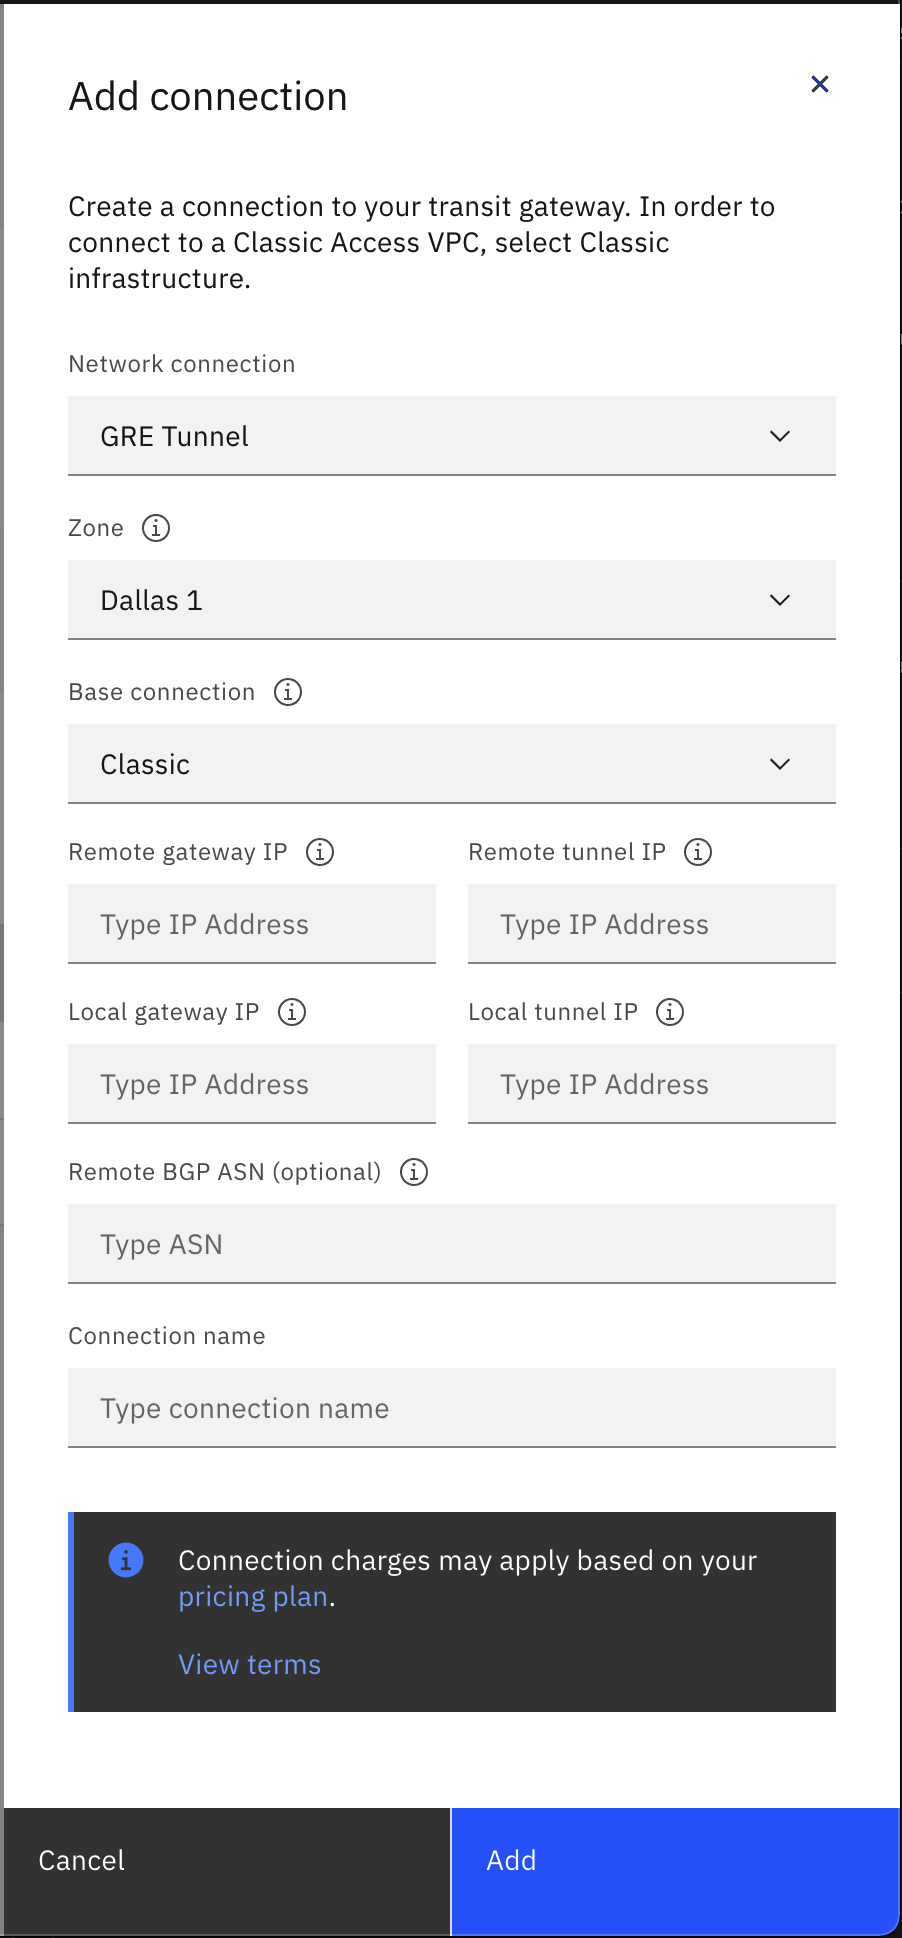 Add connection
Create a connection to your transit gateway. In order to
connect to a Classic Access VPC, select Classic
infrastructure.
Network connection
GRE Tunnel
Zone
Dallas 1
Base connection
Classic
Remote gateway IP
Remote tunnel IP
Type IP Address
Type IP Address
Local gateway IP
Local tunnel IP
Type IP Address
Type IP Address
Remote BGP ASN (optional)
Type ASN
Connection name
Type connection name
Connection charges may apply based on your
pricing plan.
View terms
Cancel
Add